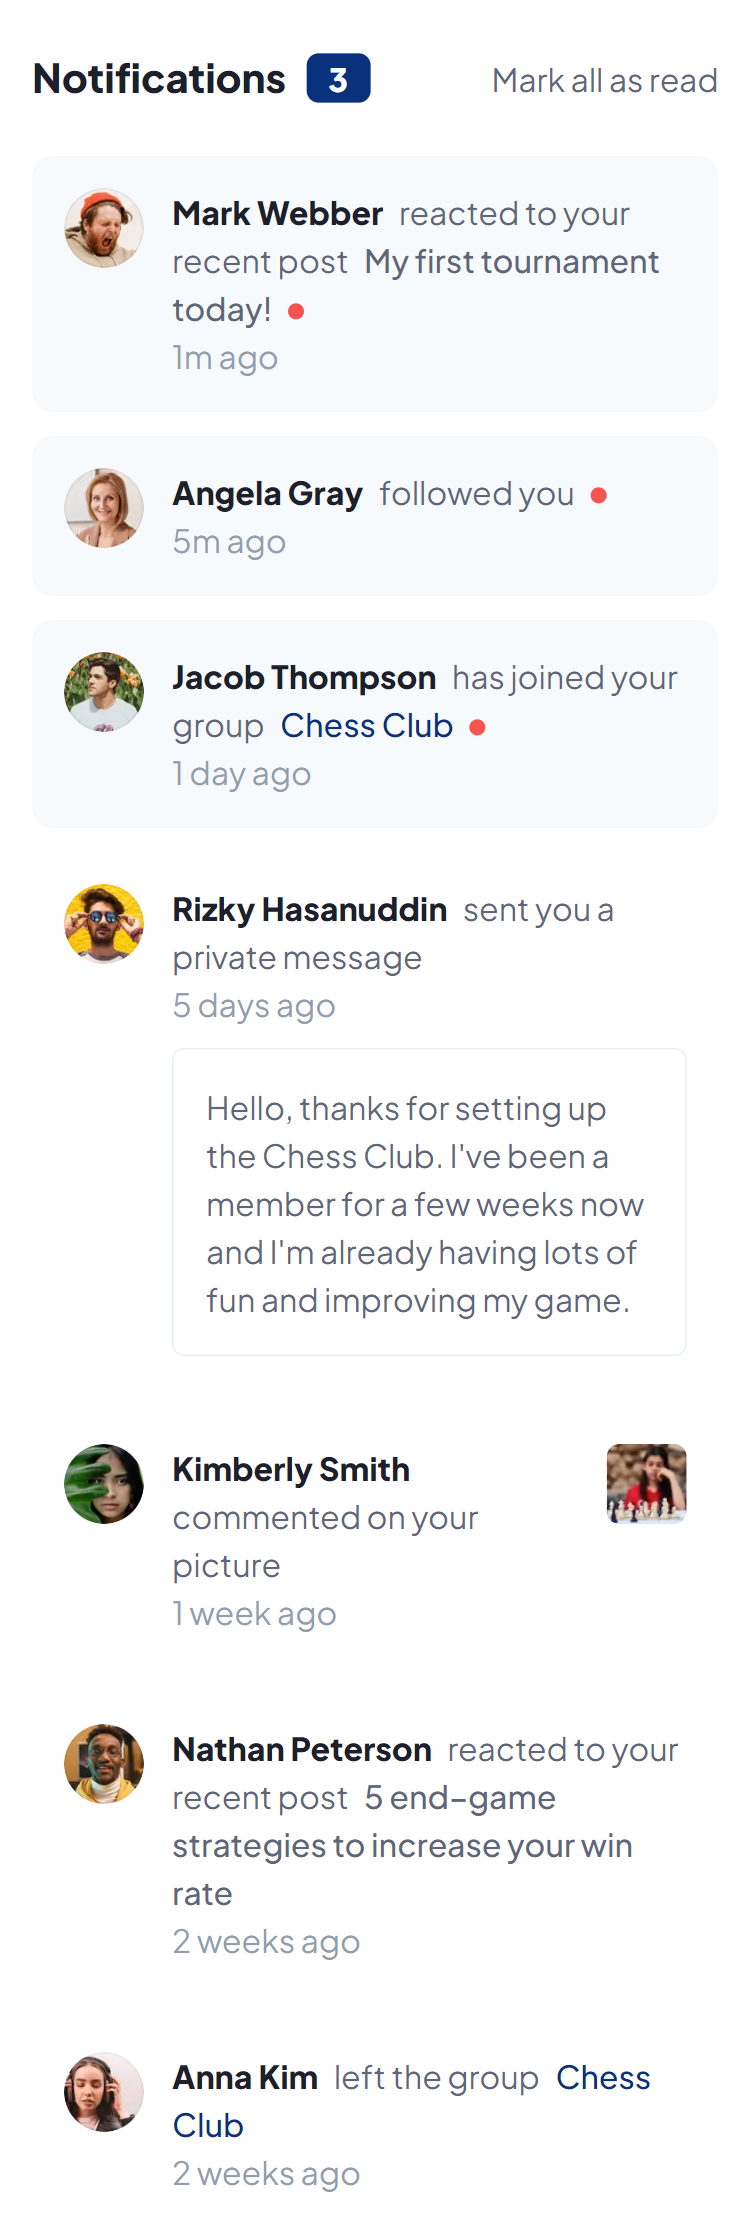 Notifications 3 Mark all as read
Mark Webber reacted to your
recent post My first tournament
today!
1m ago
Angela Gray followed you
5m ago
Jacob Thompson has joined your
group Chess Club
1 day ago
Rizky Hasanuddin sent you a
private message
5 days ago
Hello, thanks for setting up
the Chess Club. I've been a
member for a few weeks now
and I'm already having lots of
fun and improving my game.
Kimberly Smith
commented on your
picture
1 week ago
Nathan Peterson reacted to your
recent post 5 end-game
strategies to increase your win
rate
2 weeks ago
Anna Kim left the group Chess
Club
2 weeks ago